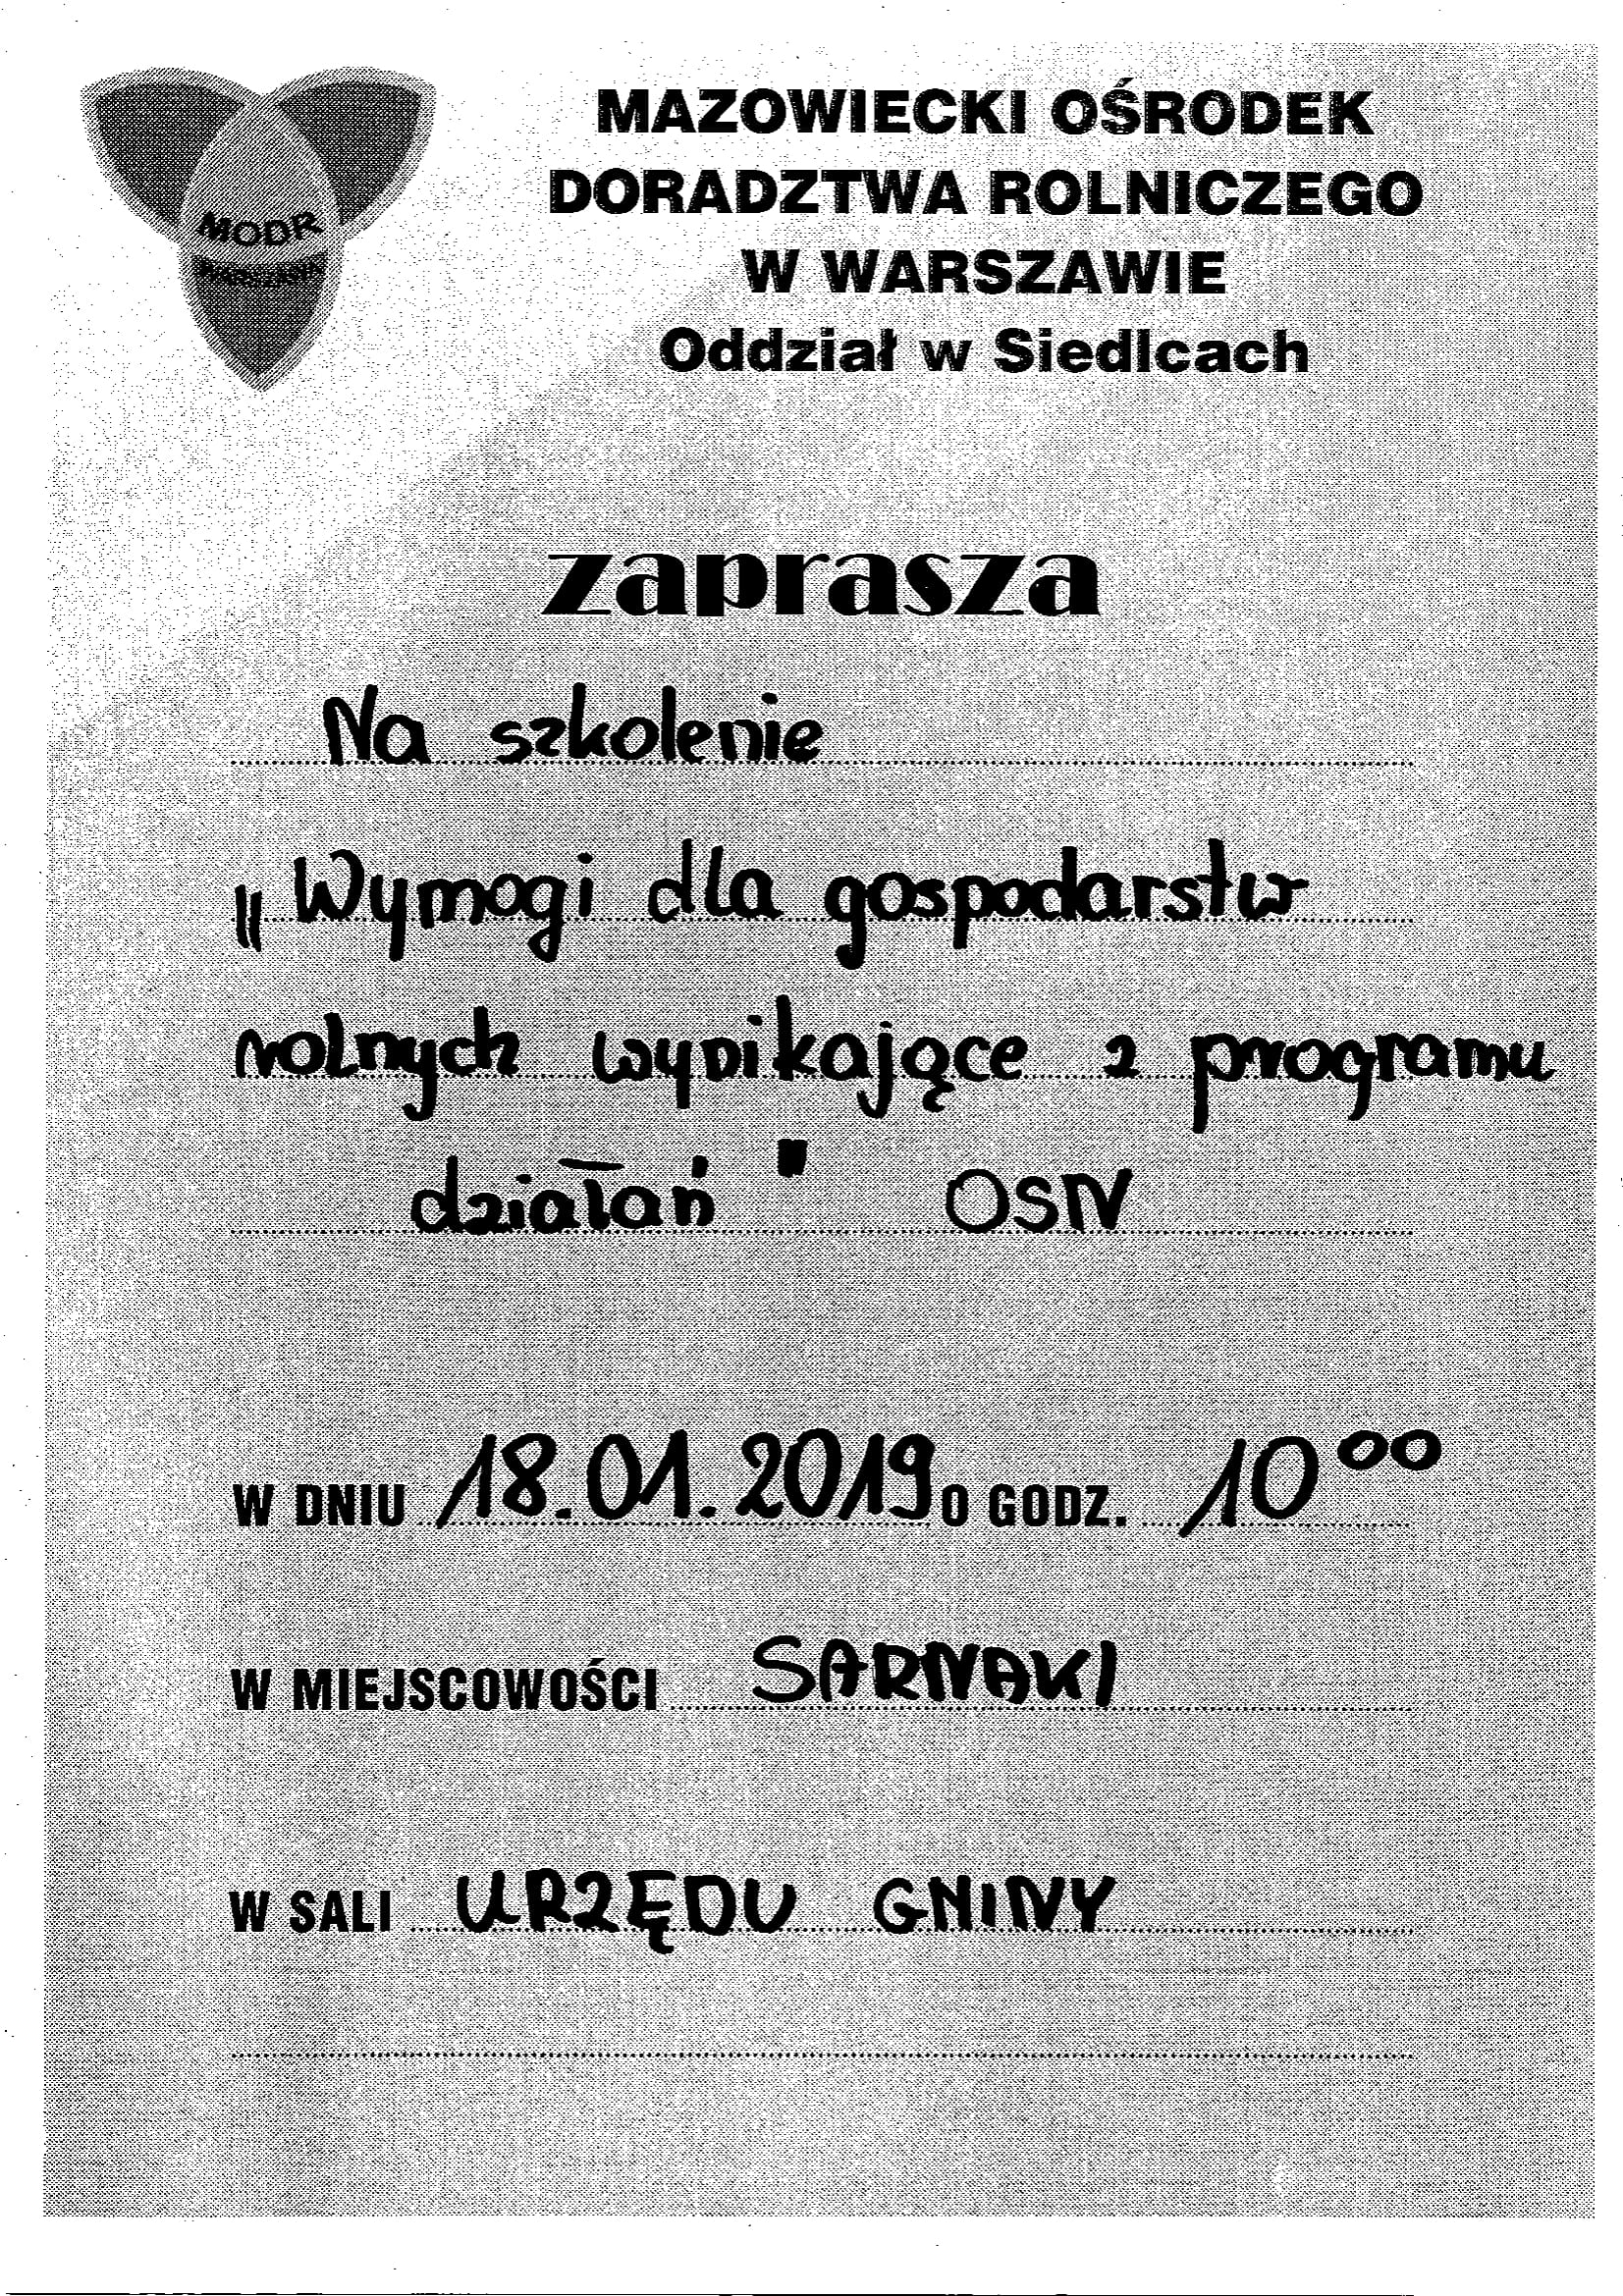 MODR
WARSZAWA
MAZOWIECKI OŚRODEK
DORADZTWA ROLNICZEGO
W WARSZAWIE
Oddział w Siedlcach
zaprasza
Na szkolenie
„Wymogi dla gospodarstw
rolnych wynikające z programu
działań" OSN
W DNIU 18.01.2019 O GODZ. 10⁰⁰
W MIEJSCOWOŚCI SARNAKI
W SALI URZĘDU GMINY